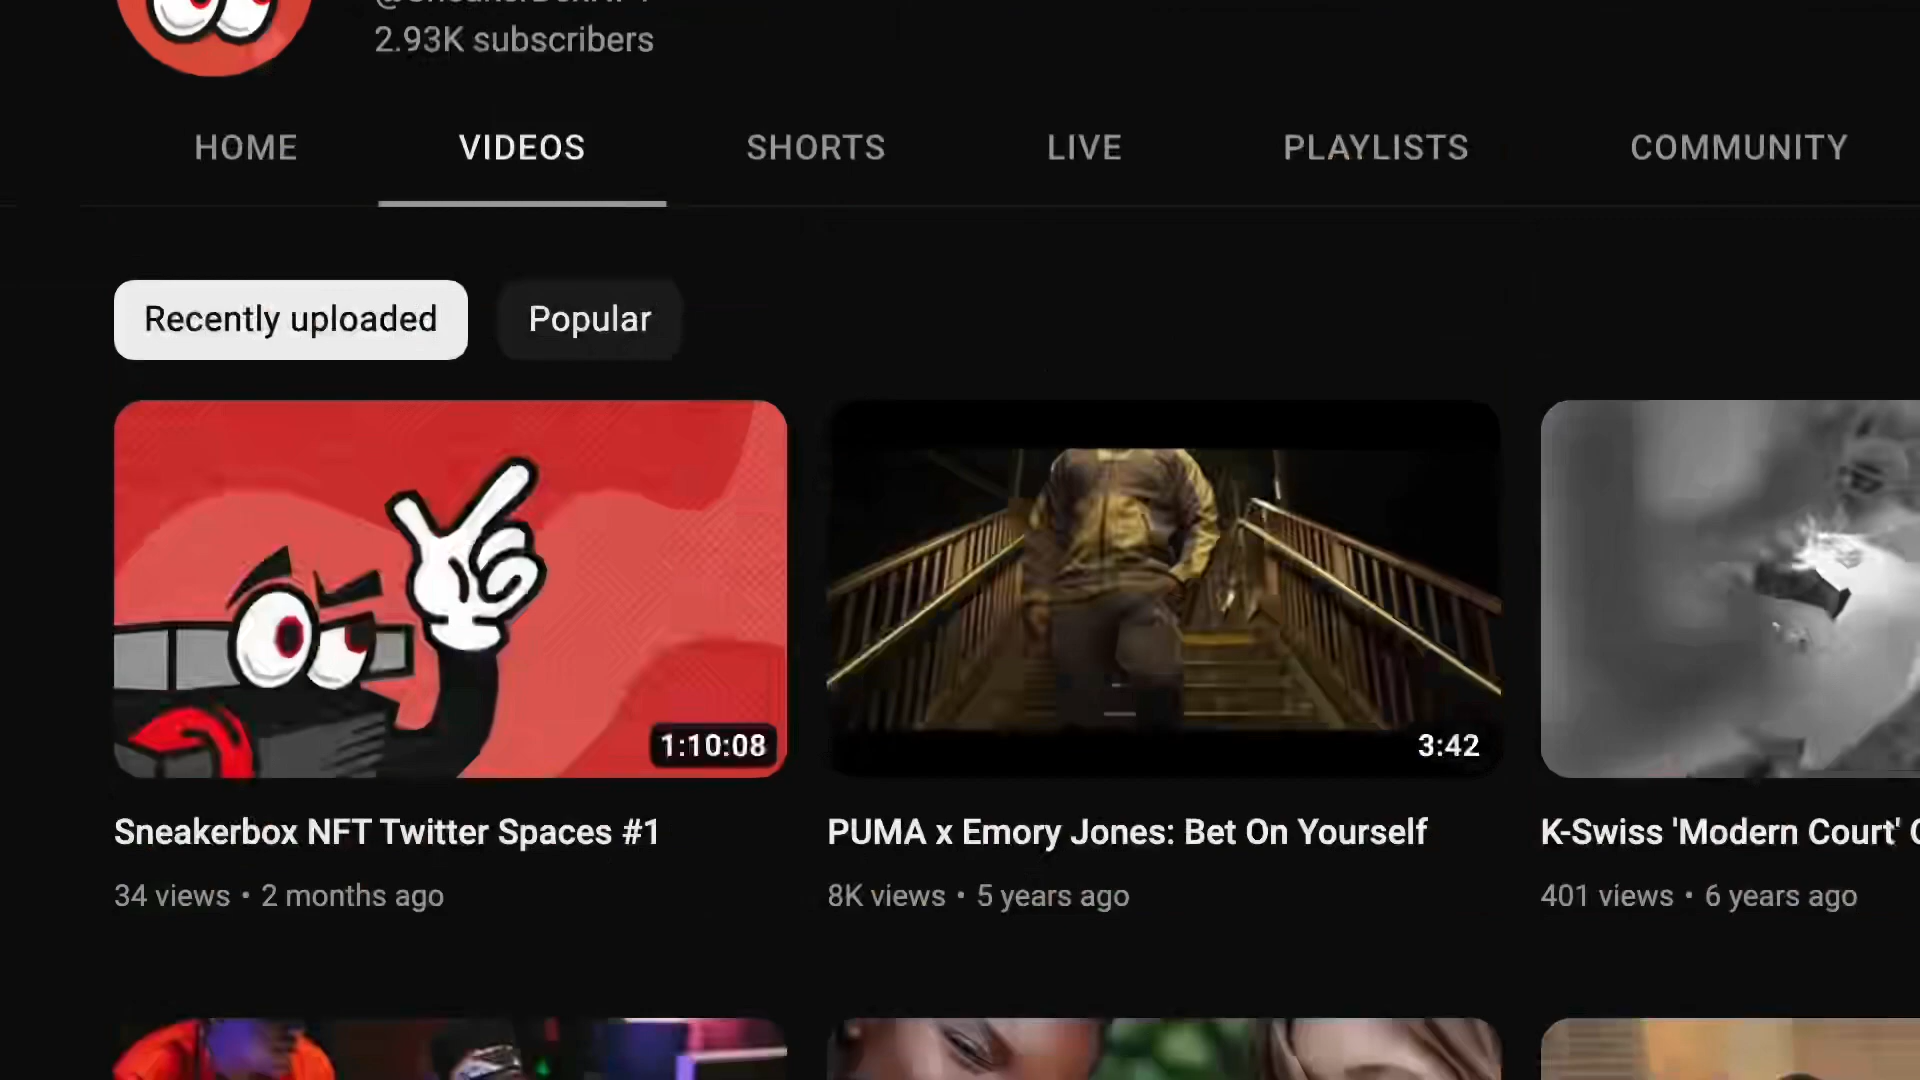 2.93K subscribers
HOME
VIDEOS
SHORTS
LIVE
PLAYLISTS
COMMUNITY
Recently uploaded
Popular
1:10:08
3:42
Sneakerbox NFT Twitter Spaces #1
PUMA x Emory Jones: Bet On Yourself
K-Swiss 'Modern Court'
34 views • 2 months ago
8K views • 5 years ago
401 views • 6 years ago